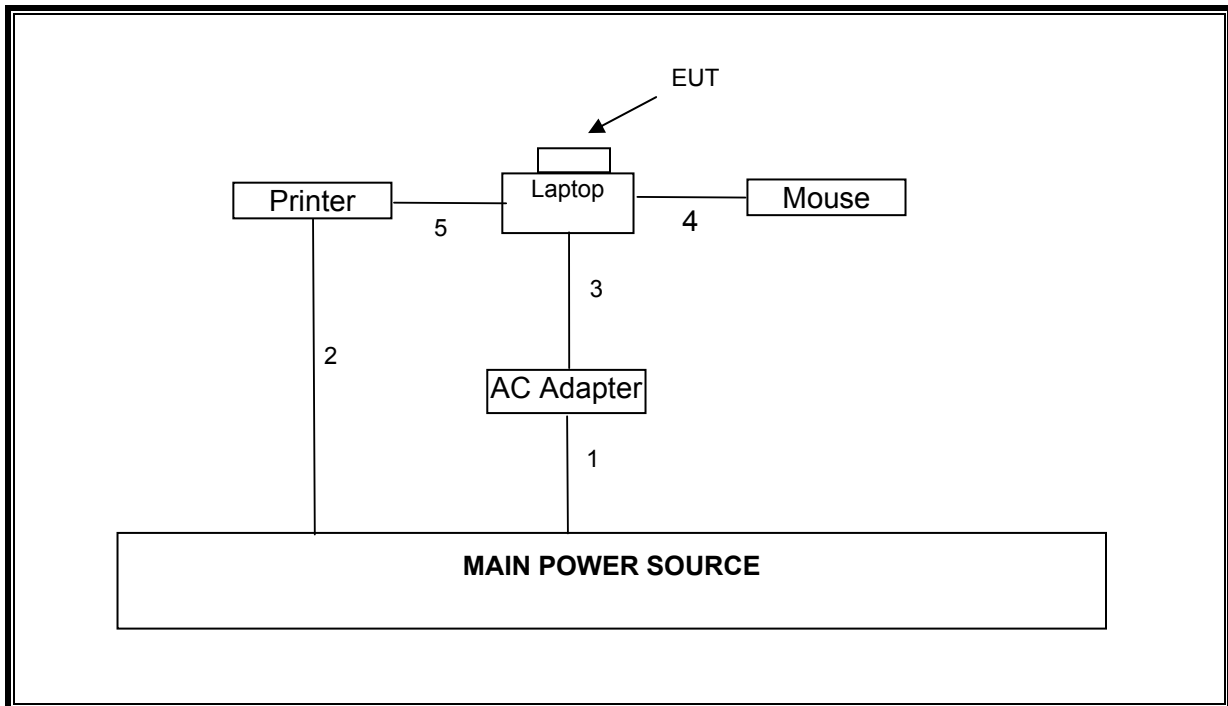 EUT
Laptop
Printer
Mouse
5
4
3
2
AC Adapter
1
MAIN POWER SOURCE